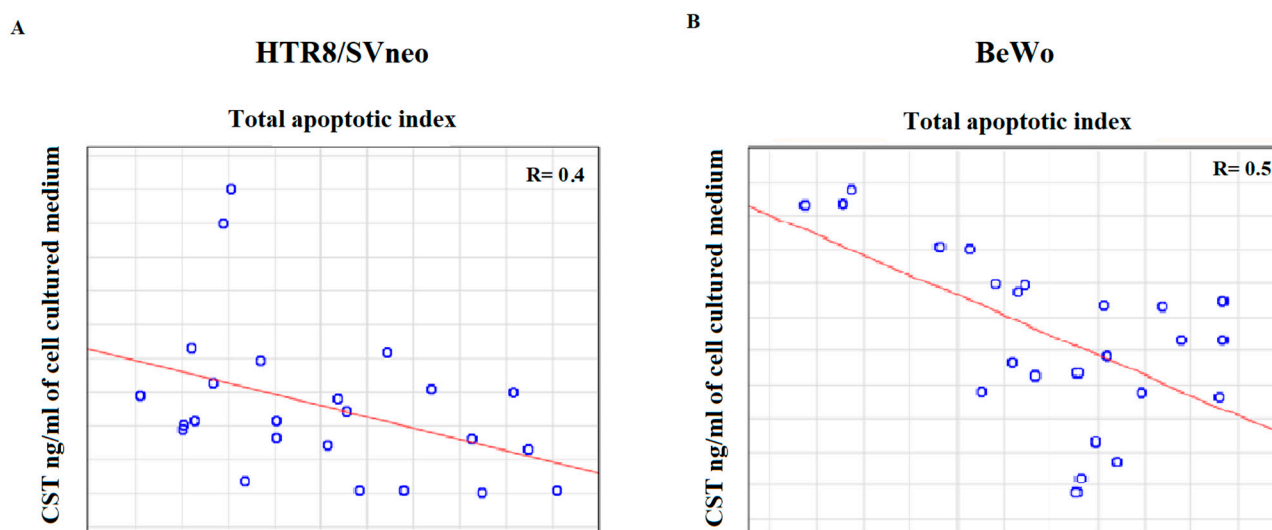 A
HTR8/SVneo
Total apoptotic index
CST ng/ml of cell cultured medium
R= 0.4
B
BeWo
Total apoptotic index
CST ng/ml of cell cultured medium
R= 0.5